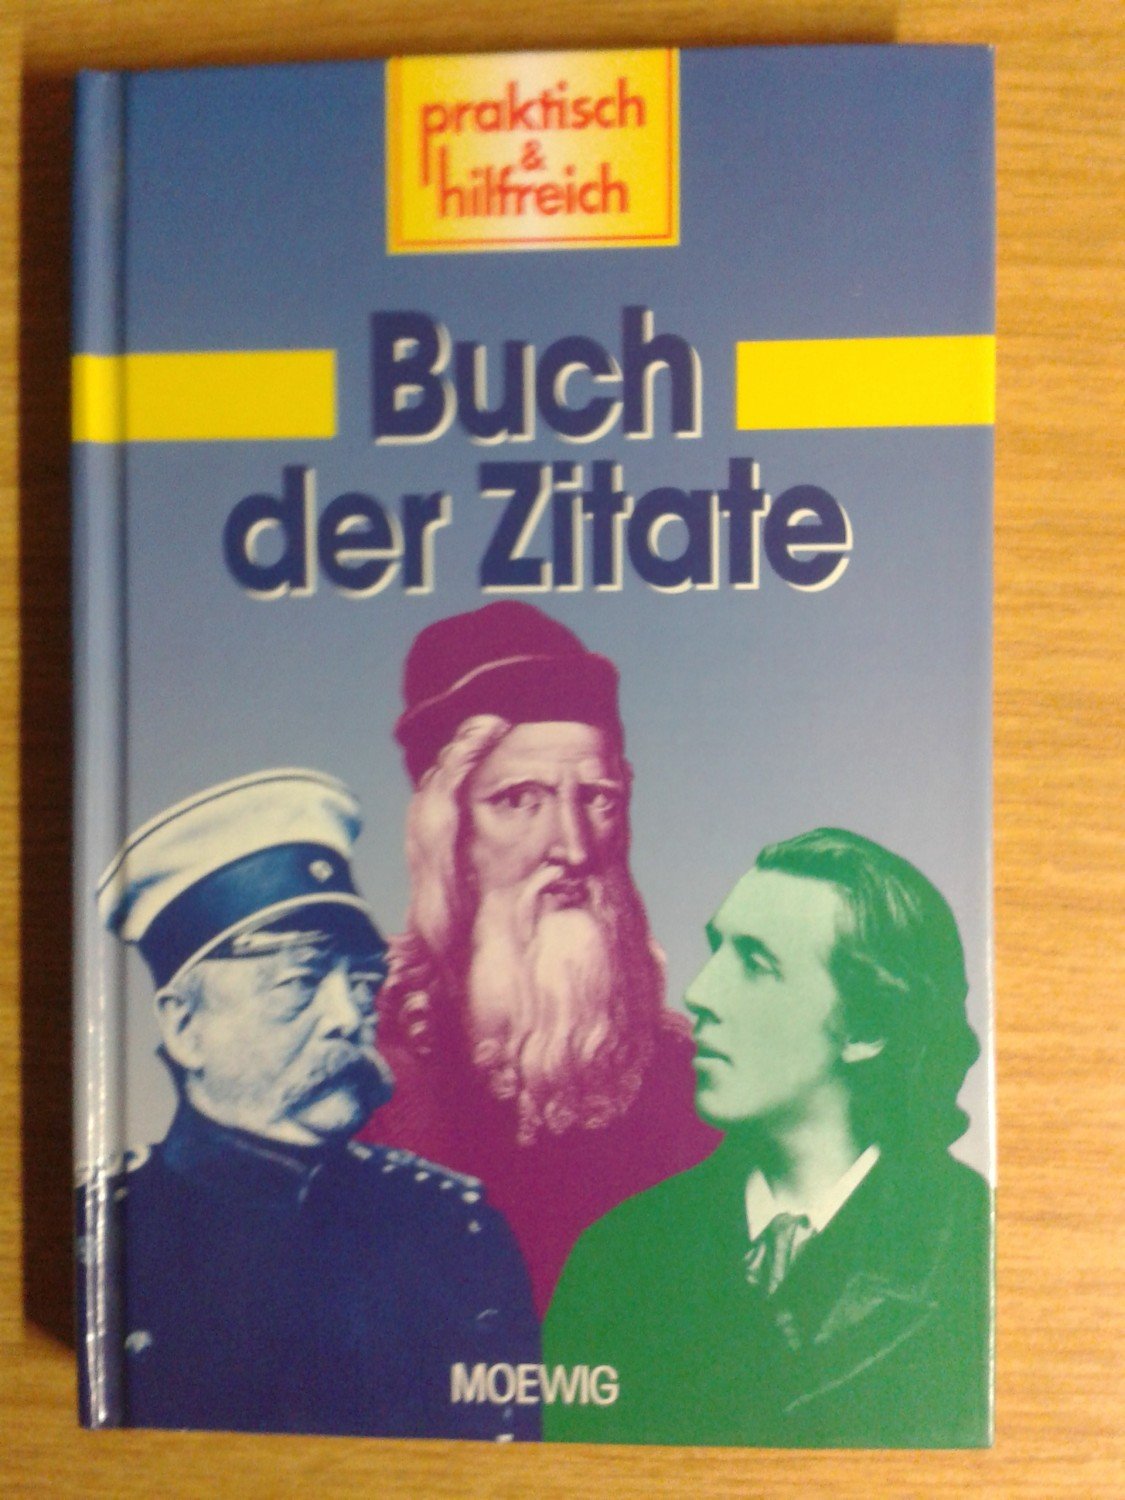 praktisch
&
hilfreich
Buch
der Zitate
MOEWIG